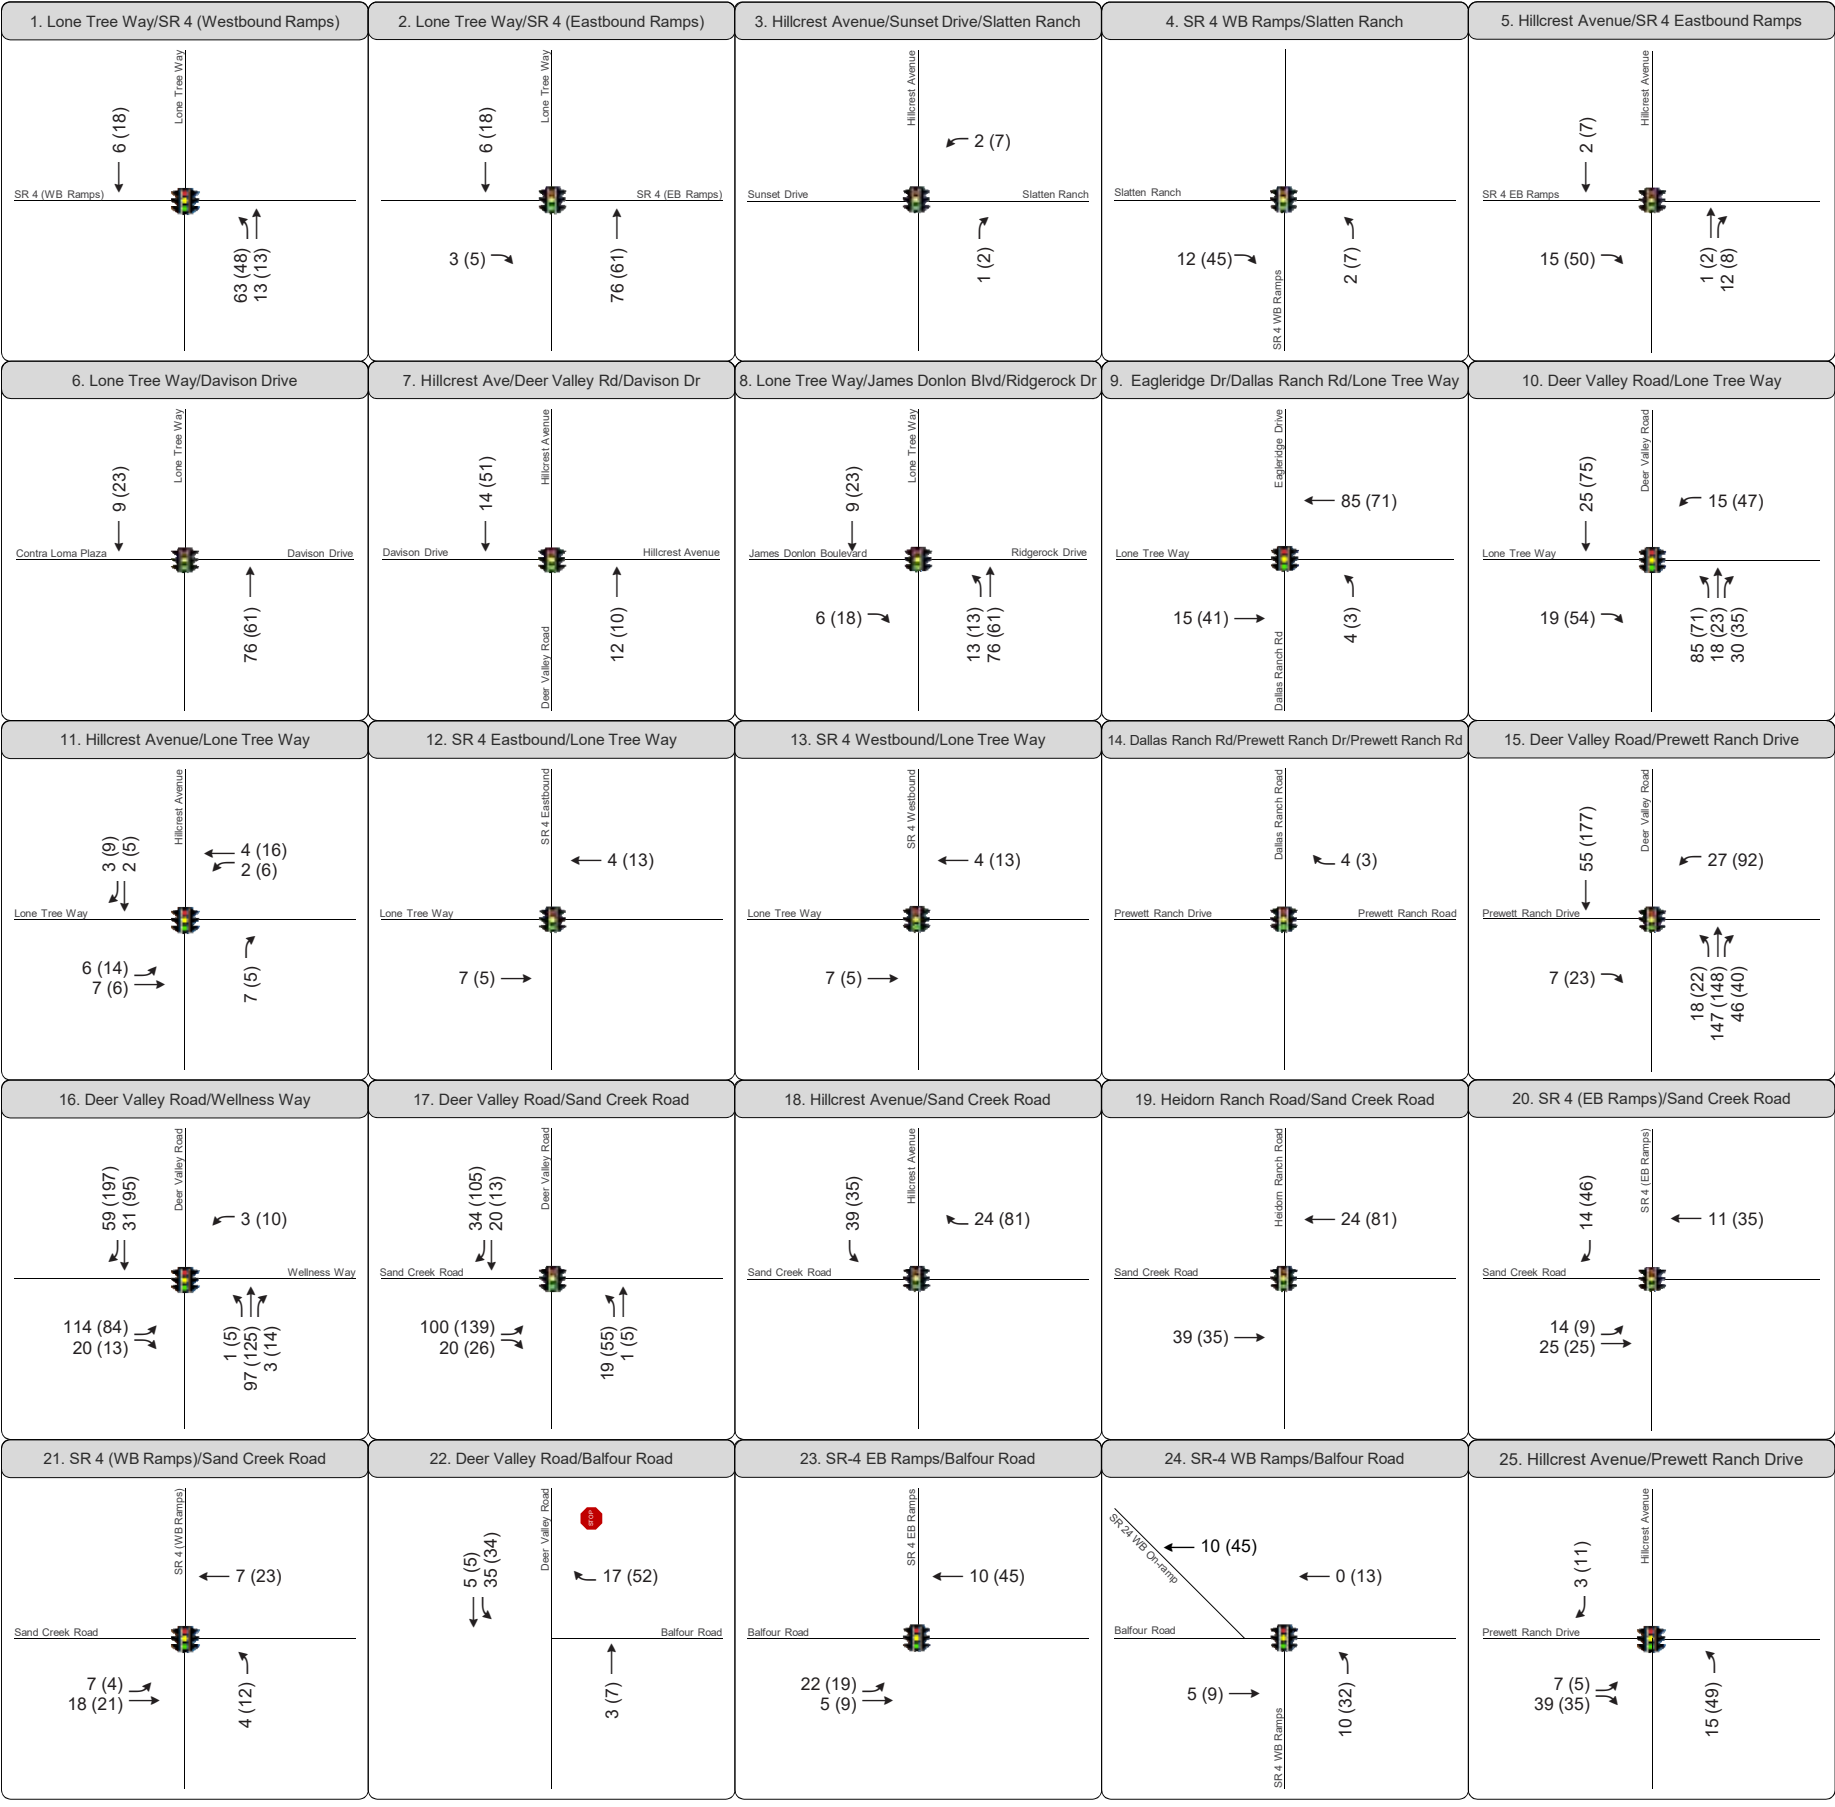 1. Lone Tree Way/SR 4 (Westbound Ramps)
Lone Tree Way
6 (18)
SR 4 (WB Ramps)
63 (48)
13 (13)
2. Lone Tree Way/SR 4 (Eastbound Ramps)
Lone Tree Way
6 (18)
SR 4 (EB Ramps)
3 (5)
76 (61)
3. Hillcrest Avenue/Sunset Drive/Slatten Ranch
Hillcrest Avenue
2 (7)
Sunset Drive
Slatten Ranch
1 (2)
4. SR 4 WB Ramps/Slatten Ranch
Slatten Ranch
12 (45)
SR 4 WB Ramps
2 (7)
5. Hillcrest Avenue/SR 4 Eastbound Ramps
Hillcrest Avenue
2 (7)
SR 4 EB Ramps
15 (50)
1 (2)
12 (8)
6. Lone Tree Way/Davison Drive
Lone Tree Way
9 (23)
Contra Loma Plaza
Davison Drive
76 (61)
7. Hillcrest Ave/Deer Valley Rd/Davison Dr
Hillcrest Avenue
14 (51)
Davison Drive
Hillcrest Avenue
Deer Valley Road
12 (10)
8. Lone Tree Way/James Donlon Blvd/Ridgerock Dr
Lone Tree Way
9 (23)
James Donlon Boulevard
Ridgerock Drive
6 (18)
13 (13)
76 (61)
9. Eagleridge Dr/Dallas Ranch Rd/Lone Tree Way
Eagleridge Drive
85 (71)
Lone Tree Way
15 (41)
Dallas Ranch Rd
4 (3)
10. Deer Valley Road/Lone Tree Way
Deer Valley Road
25 (75)
15 (47)
Lone Tree Way
19 (54)
85 (71)
18 (23)
30 (35)
11. Hillcrest Avenue/Lone Tree Way
Hillcrest Avenue
3 (9)
2 (5)
4 (16)
2 (6)
Lone Tree Way
6 (14)
7 (6)
7 (5)
12. SR 4 Eastbound/Lone Tree Way
SR 4 Eastbound
4 (13)
Lone Tree Way
7 (5)
13. SR 4 Westbound/Lone Tree Way
SR 4 Westbound
4 (13)
Lone Tree Way
7 (5)
14. Dallas Ranch Rd/Prewett Ranch Dr/Prewett Ranch Rd
Dallas Ranch Road
4 (3)
Prewett Ranch Drive
Prewett Ranch Road
15. Deer Valley Road/Prewett Ranch Drive
Deer Valley Road
55 (177)
27 (92)
Prewett Ranch Drive
7 (23)
18 (22)
147 (148)
46 (40)
16. Deer Valley Road/Wellness Way
Deer Valley Road
59 (197)
31 (95)
3 (10)
Wellness Way
114 (84)
20 (13)
1 (5)
97 (125)
3 (14)
17. Deer Valley Road/Sand Creek Road
Deer Valley Road
34 (105)
20 (13)
Sand Creek Road
100 (139)
20 (26)
19 (55)
1 (5)
18. Hillcrest Avenue/Sand Creek Road
Hillcrest Avenue
39 (35)
24 (81)
Sand Creek Road
19. Heidorn Ranch Road/Sand Creek Road
Heidorn Ranch Road
24 (81)
Sand Creek Road
39 (35)
20. SR 4 (EB Ramps)/Sand Creek Road
SR 4 (EB Ramps)
14 (46)
11 (35)
Sand Creek Road
14 (9)
25 (25)
21. SR 4 (WB Ramps)/Sand Creek Road
SR 4 (WB Ramps)
7 (23)
Sand Creek Road
7 (4)
18 (21)
4 (12)
22. Deer Valley Road/Balfour Road
Deer Valley Road
STOP
5 (5)
35 (34)
17 (52)
Balfour Road
3 (7)
23. SR-4 EB Ramps/Balfour Road
SR 4 EB Ramps
10 (45)
Balfour Road
22 (19)
5 (9)
24. SR-4 WB Ramps/Balfour Road
SR 24 WB On-ramp
10 (45)
0 (13)
Balfour Road
5 (9)
SR 4 WB Ramps
10 (32)
25. Hillcrest Avenue/Prewett Ranch Drive
Hillcrest Avenue
3 (11)
Prewett Ranch Drive
7 (5)
39 (35)
15 (49)